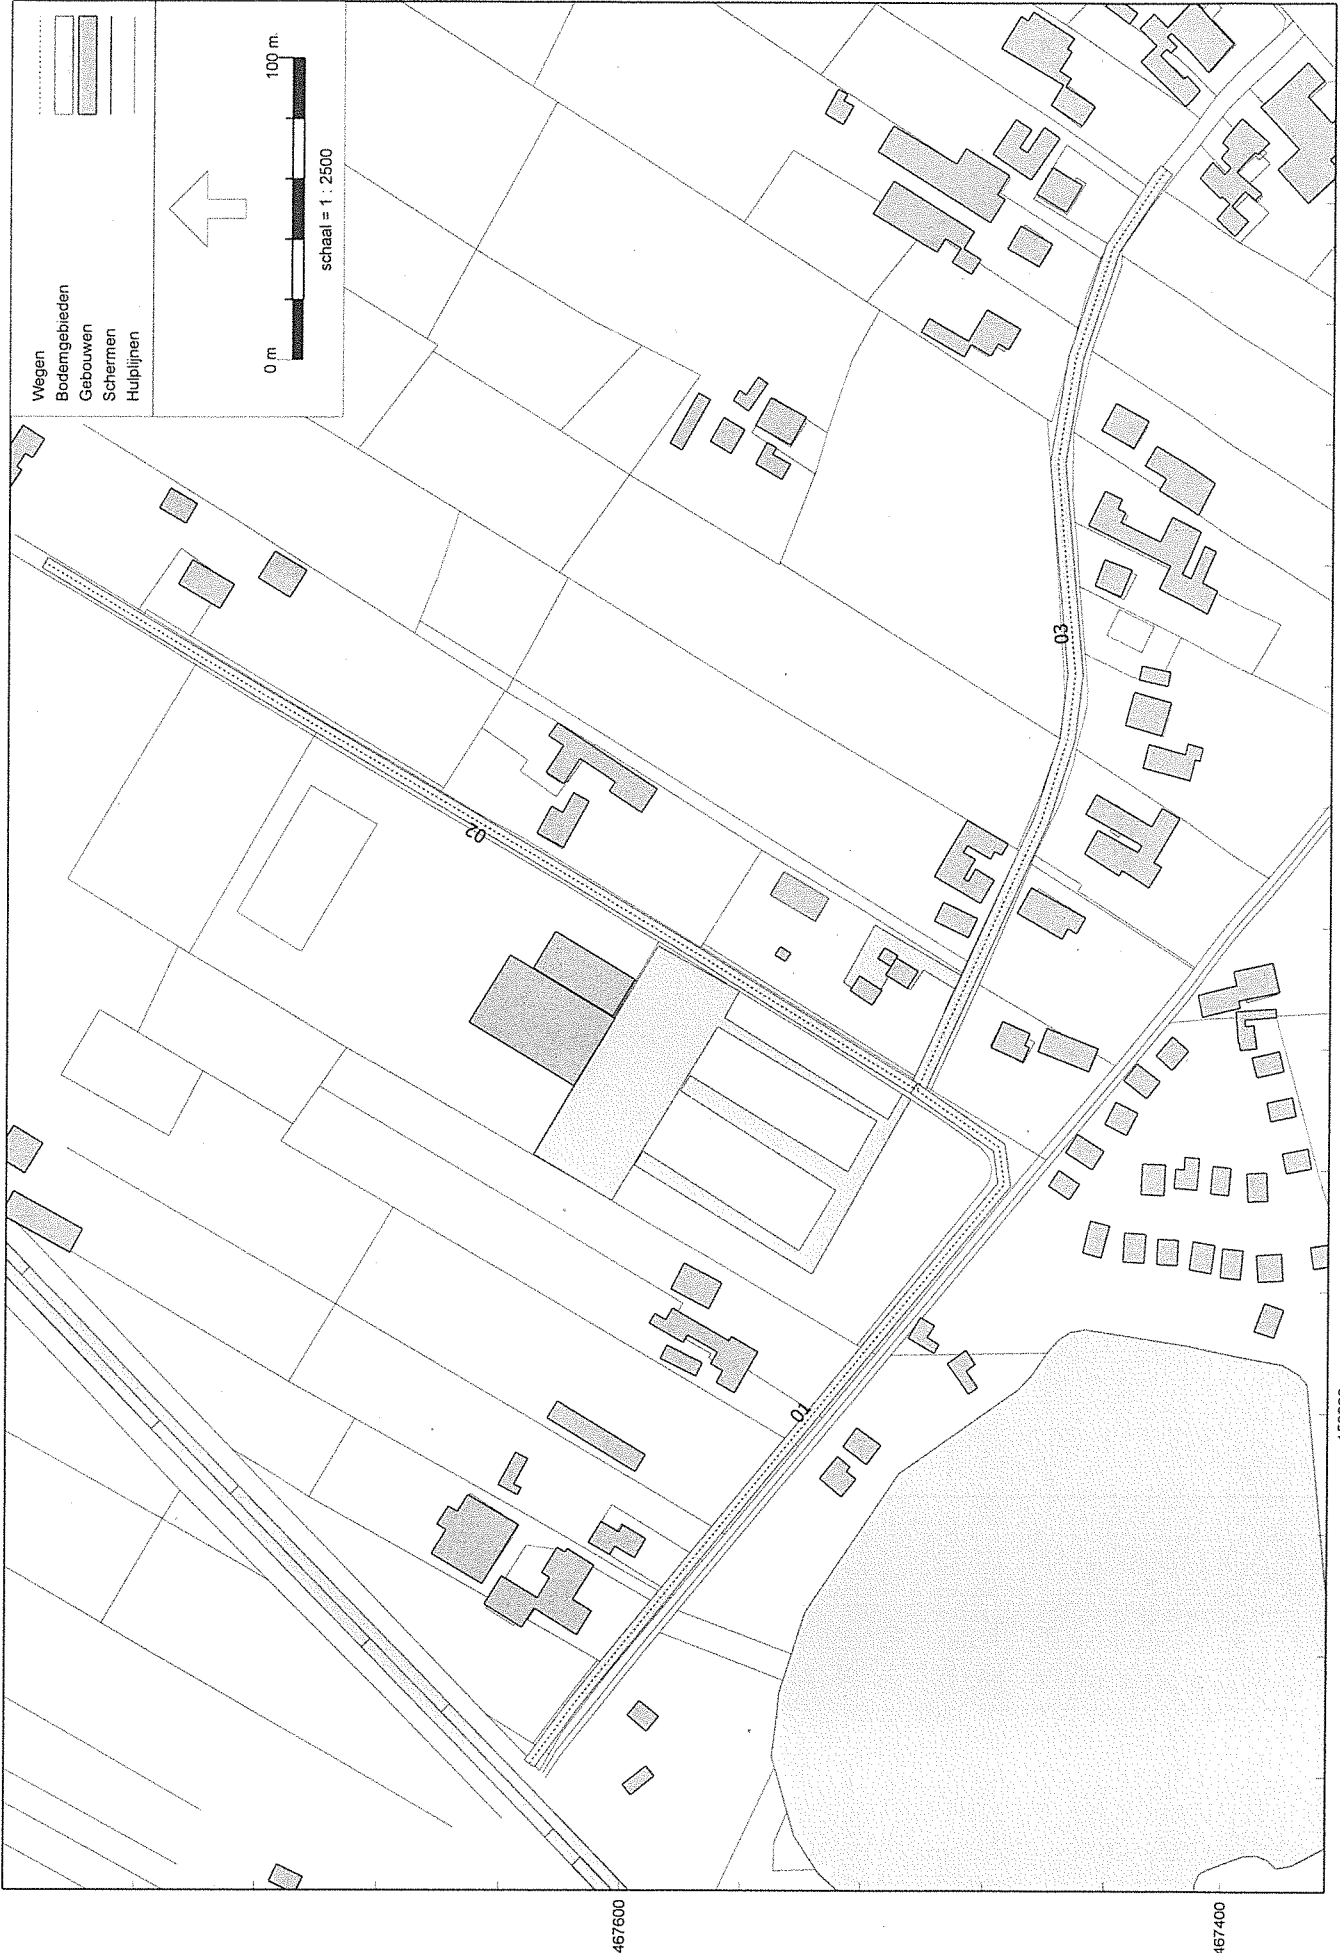 Wegen
Bodemgebieden
Gebouwen
Schermen
Hulplijnen
0 m
100 m
schaal = 1 : 2500
02
03
01
467600
467400